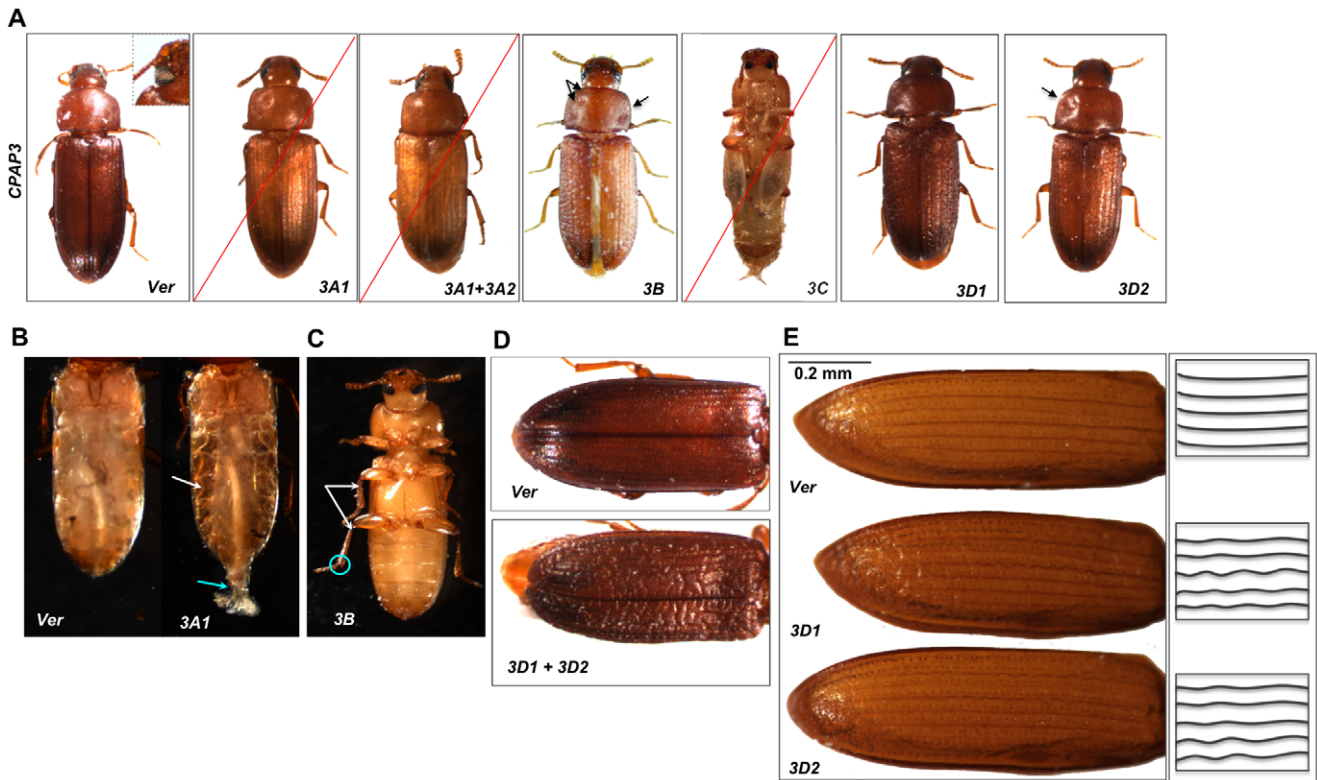 A
CPAP3
Ver
3A1
3A1+3A2
3B
3C
3D1
3D2
B
C
D
E
Ver
3A1
3B
Ver
3D1 + 3D2
0.2 mm
Ver
3D1
3D2